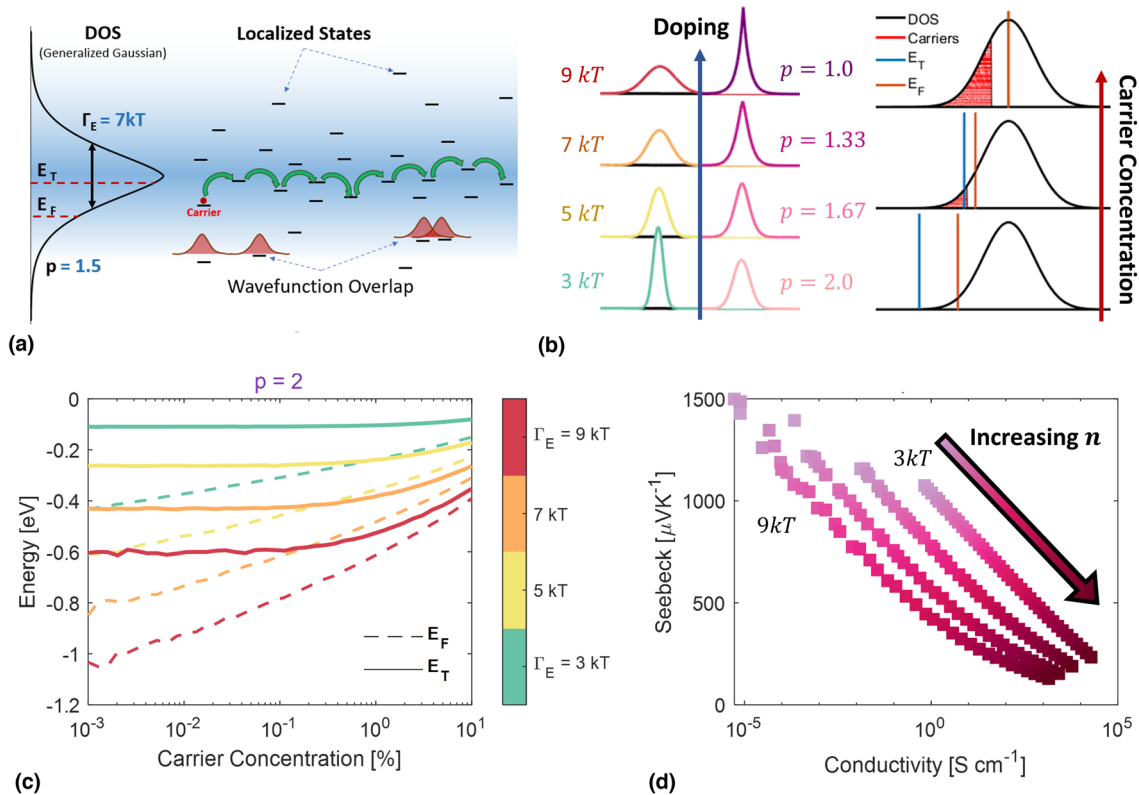 DOS
(Generalized Gaussian)
Localized States
Γ_E = 7kT
E_T
E_F
Carrier
p = 1.5
Wavefunction Overlap
(a)
Doping
9 kT
p = 1.0
7 kT
p = 1.33
5 kT
p = 1.67
3 kT
p = 2.0
DOS
Carriers
E_T
E_F
Carrier Concentration
(b)
p = 2
0
-0.2
-0.4
-0.6
-0.8
-1
-1.2
Energy [eV]
10^-3
10^-2
10^-1
10^0
10^1
Carrier Concentration [%]
E_F
E_T
Γ_E = 9 kT
7 kT
5 kT
Γ_E = 3 kT
(c)
1500
1000
500
0
Seebeck [μVK^-1]
Increasing n
3kT
9kT
10^-5
10^0
10^5
Conductivity [S cm^-1]
(d)